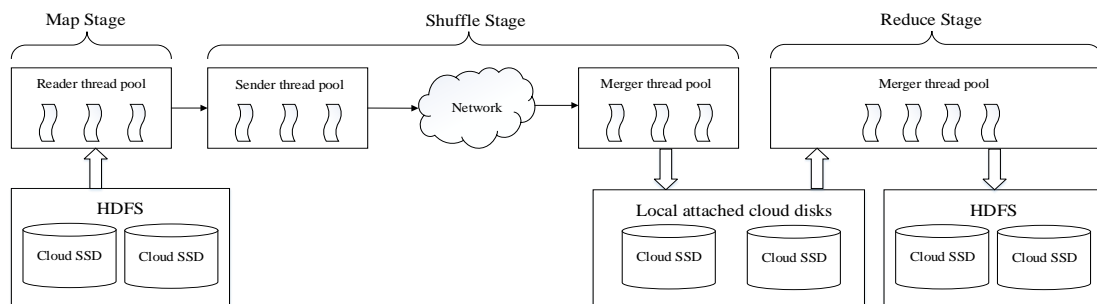 Map Stage
Shuffle Stage
Reduce Stage
Reader thread pool
Sender thread pool
Network
Merger thread pool
Merger thread pool
HDFS
Cloud SSD
Cloud SSD
Local attached cloud disks
Cloud SSD
Cloud SSD
HDFS
Cloud SSD
Cloud SSD